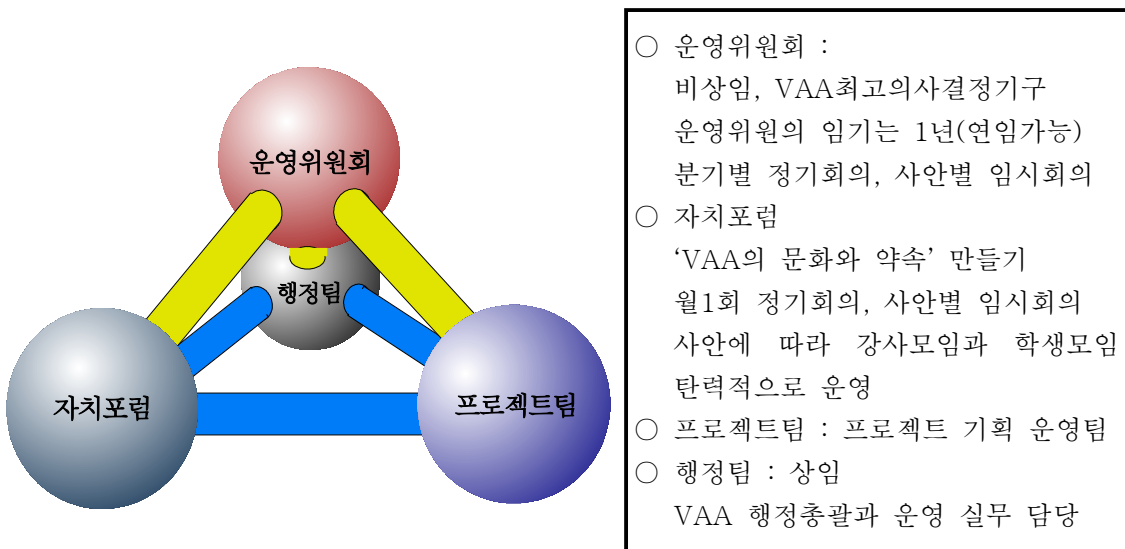 운영위원회
행정팀
자치포럼
프로젝트팀
○ 운영위원회 :
비상임, VAA최고의사결정기구
운영위원의 임기는 1년(연임가능)
분기별 정기회의, 사안별 임시회의
○ 자치포럼
‘VAA의 문화와 약속’ 만들기
월1회 정기회의, 사안별 임시회의
사안에 따라 강사모임과 학생모임
탄력적으로 운영
○ 프로젝트팀 : 프로젝트 기획 운영팀
○ 행정팀 : 상임
VAA 행정총괄과 운영 실무 담당